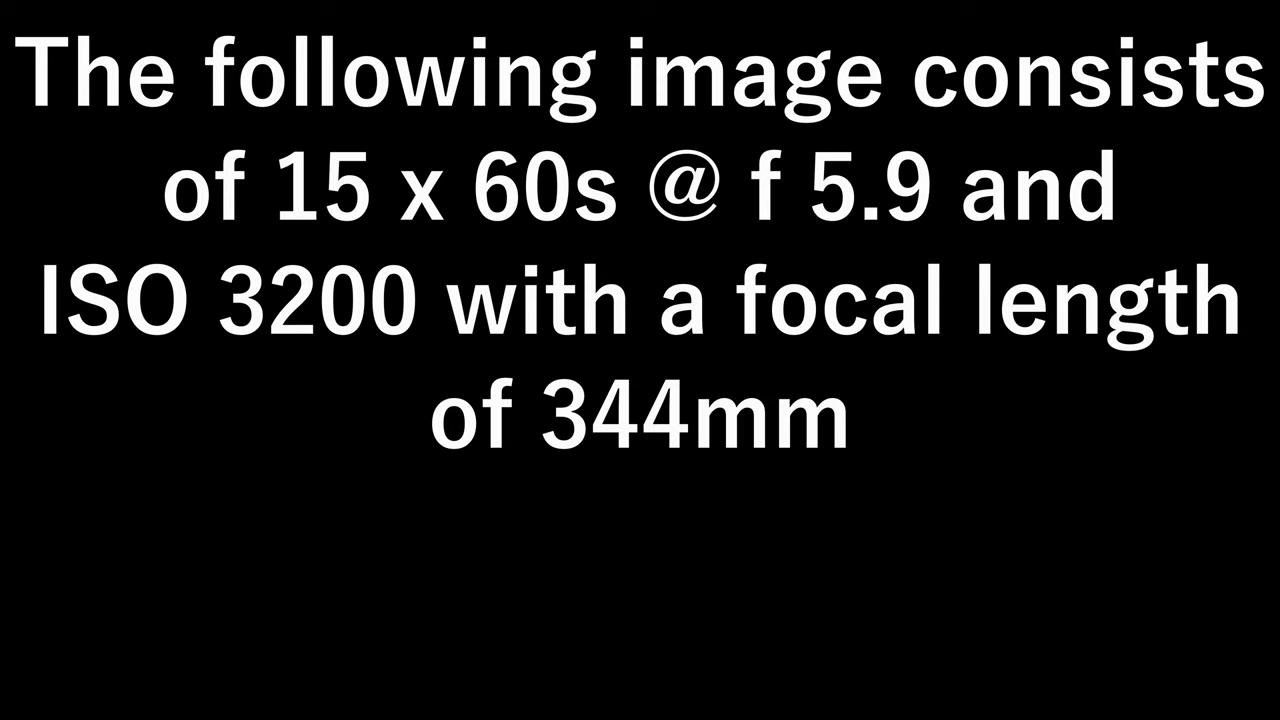 The following image consists
of 15 x 60s @ f 5.9 and
ISO 3200 with a focal length
of 344mm